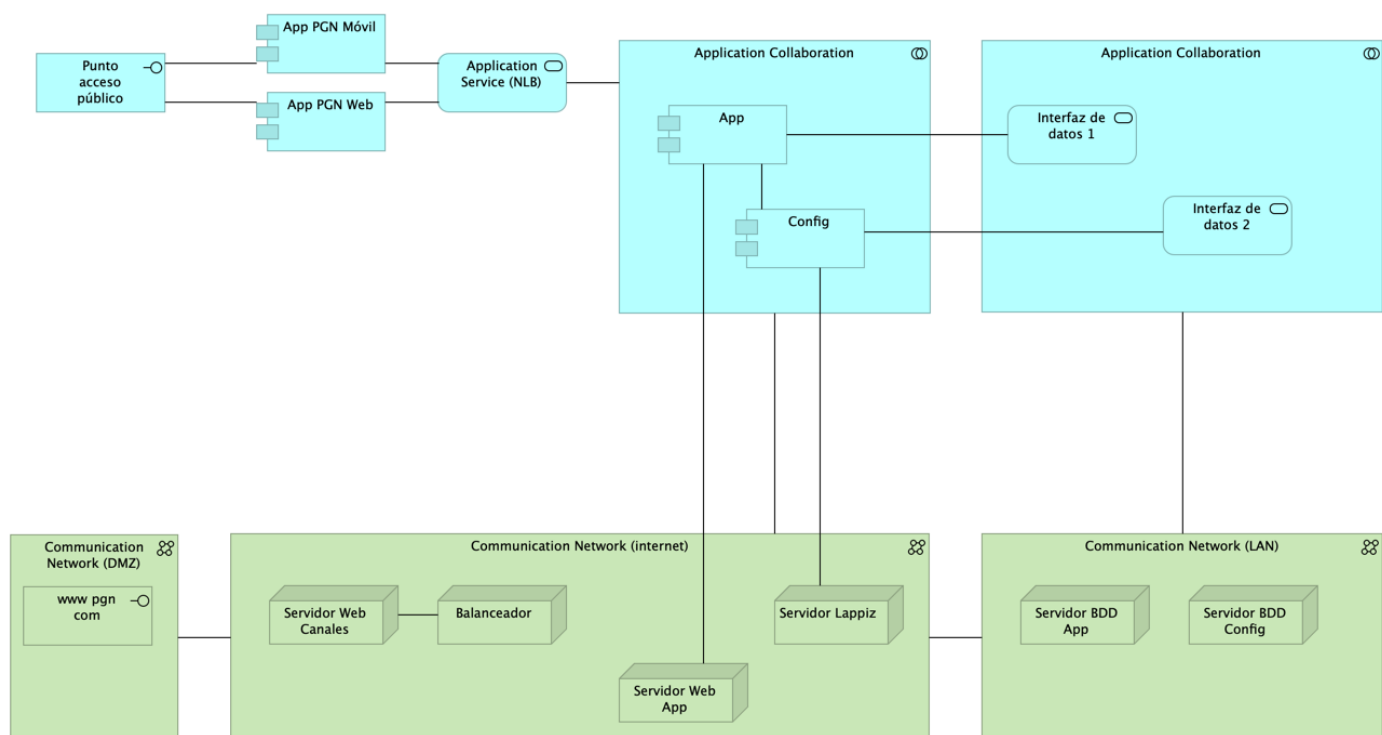 App PGN Móvil
Punto
acceso
público
App PGN Web
Application
Service (NLB)
Application Collaboration
App
Config
Application Collaboration
Interfaz de
datos 1
Interfaz de
datos 2
Communication
Network (DMZ)
www pgn
com
Communication Network (internet)
Servidor Web
Canales
Balanceador
Servidor Lappiz
Servidor Web
App
Communication Network (LAN)
Servidor BDD
App
Servidor BDD
Config